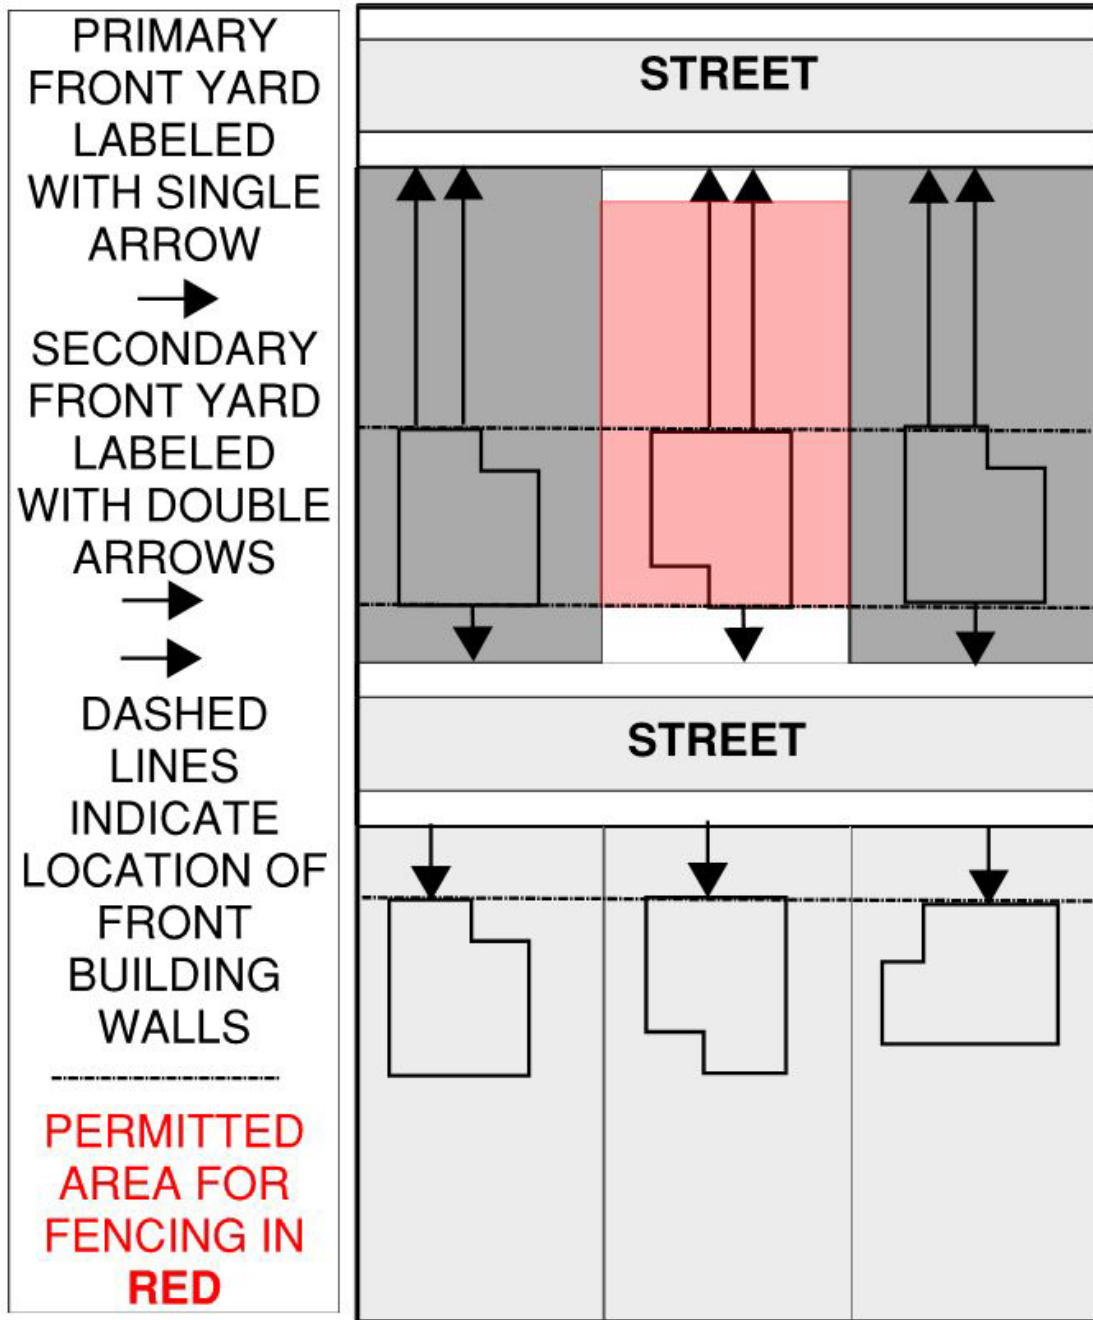 PRIMARY
FRONT YARD
LABELED
WITH SINGLE
ARROW
SECONDARY
FRONT YARD
LABELED
WITH DOUBLE
ARROWS
DASHED
LINES
INDICATE
LOCATION OF
FRONT
BUILDING
WALLS
PERMITTED
AREA FOR
FENCING IN
RED
STREET
STREET